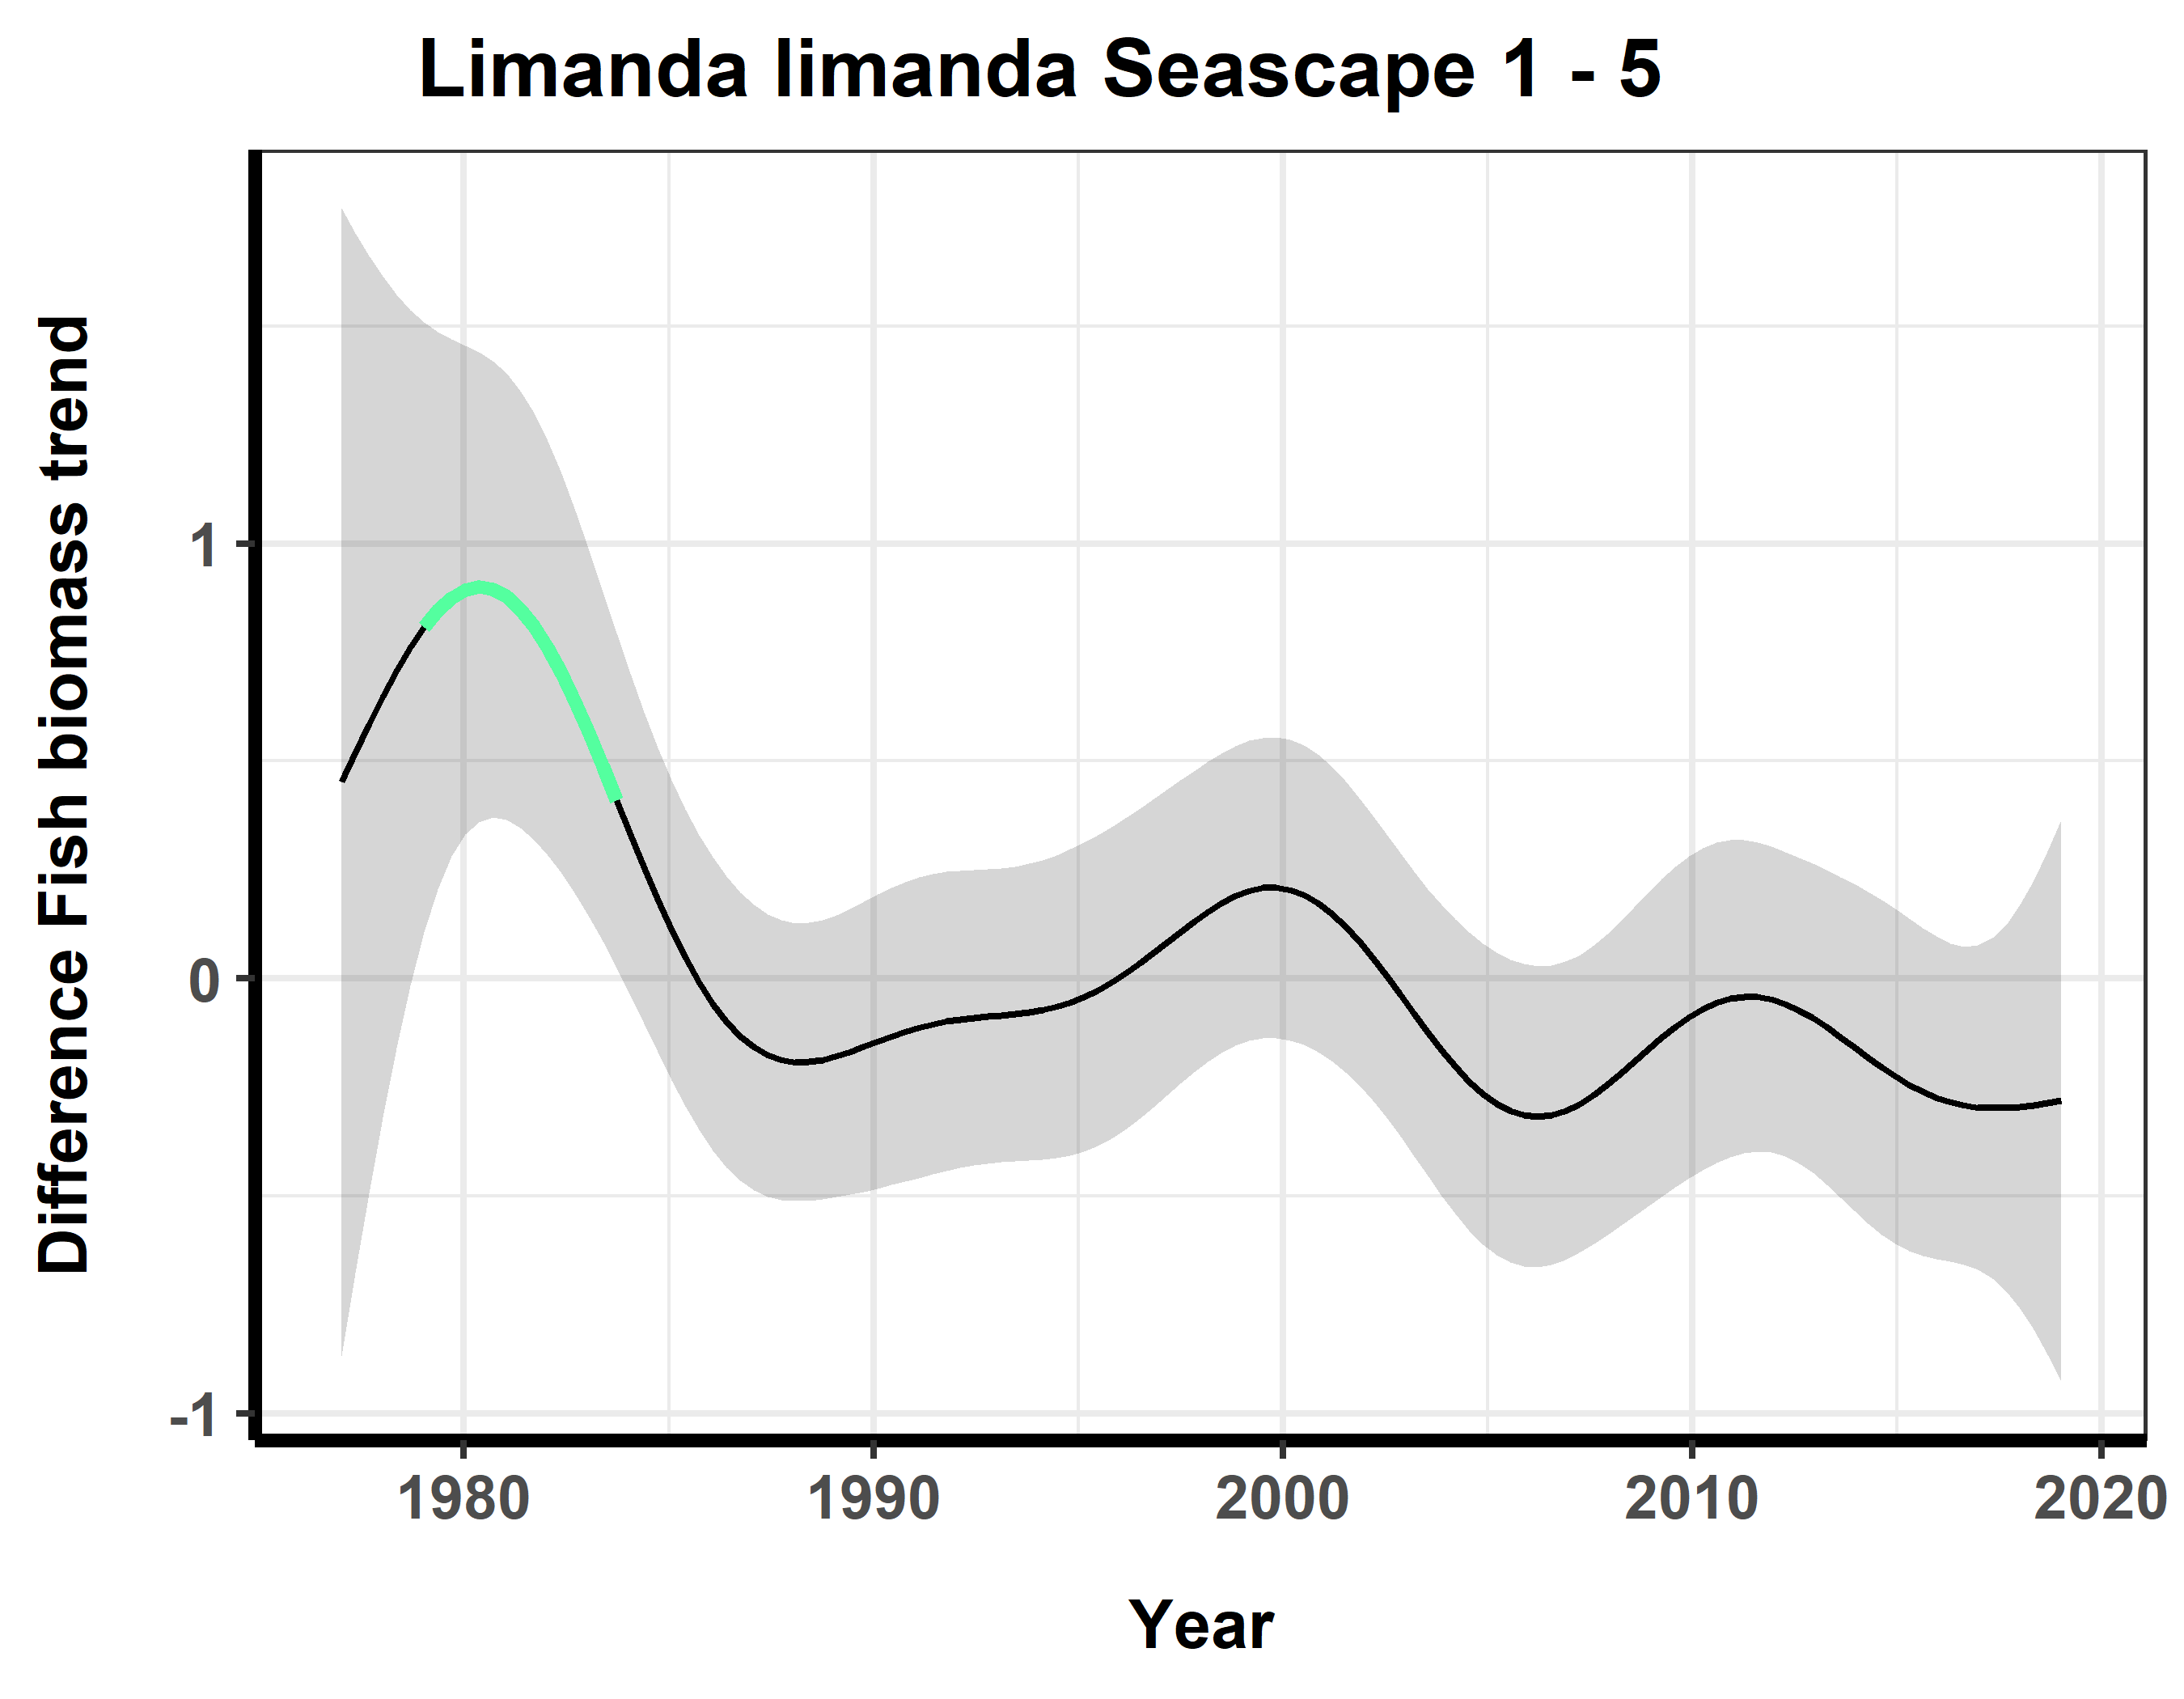 Limanda limanda Seascape 1 - 5
Difference Fish biomass trend
1
0
-1
1980 1990 2000 2010 2020
Year